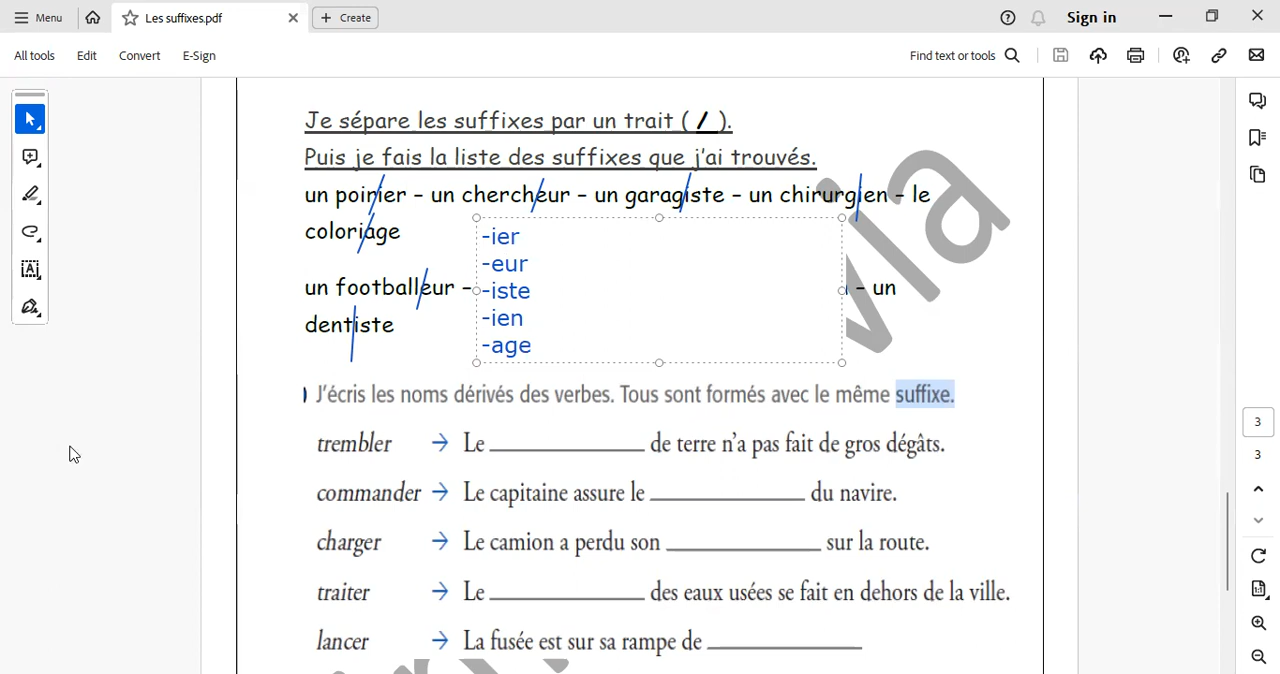 Menu
Les suffixes.pdf
Create
Sign in
All tools Edit Convert E-Sign
Find text or tools
Je sépare les suffixes par un trait ( / ).
Puis je fais la liste des suffixes que j'ai trouvés.
un poirier – un chercheur – un garagiste – un chirurgien – le
coloriage
-ier
-eur
-iste
-ien
-age
un footballeur – – un
dentiste
J'écris les noms dérivés des verbes. Tous sont formés avec le même suffixe.
trembler → Le ____________ de terre n'a pas fait de gros dégâts.
commander → Le capitaine assure le ____________ du navire.
charger → Le camion a perdu son ____________ sur la route.
traiter → Le ____________ des eaux usées se fait en dehors de la ville.
lancer → La fusée est sur sa rampe de ____________
3
3